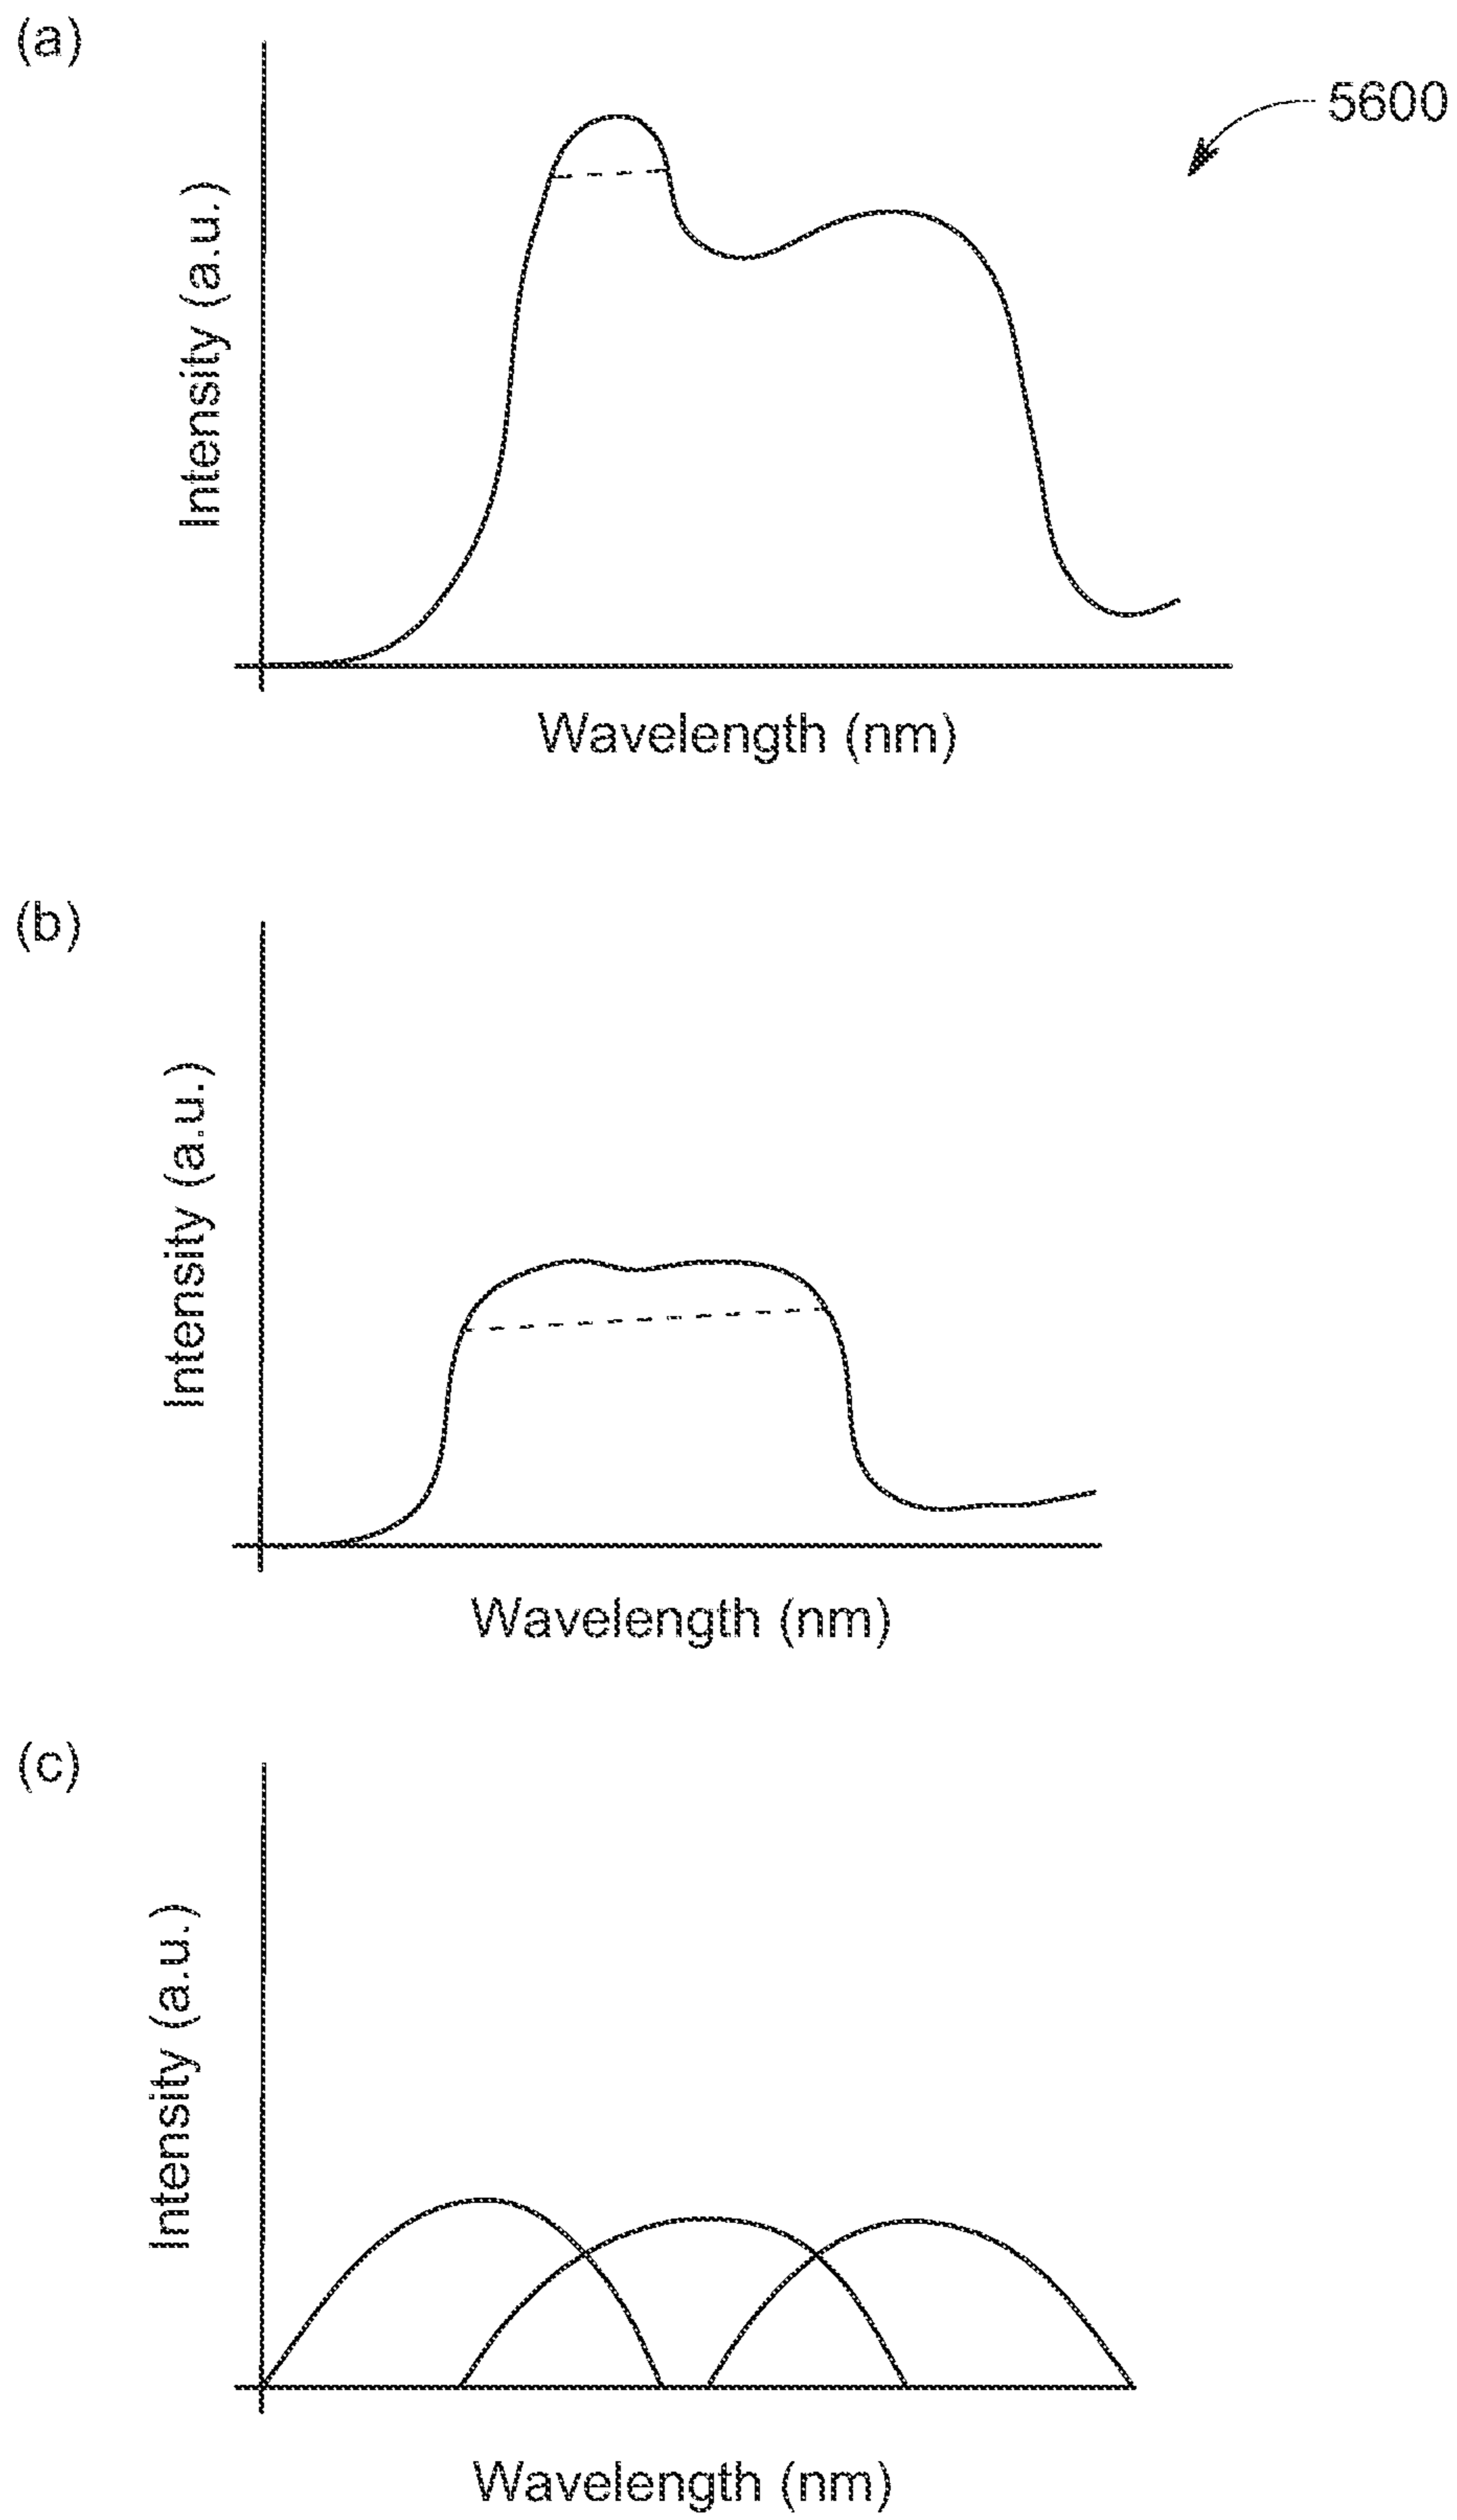 (a)
5600
Intensity (a.u.)
Wavelength (nm)
(b)
Intensity (a.u.)
Wavelength (nm)
(c)
Intensity (a.u.)
Wavelength (nm)